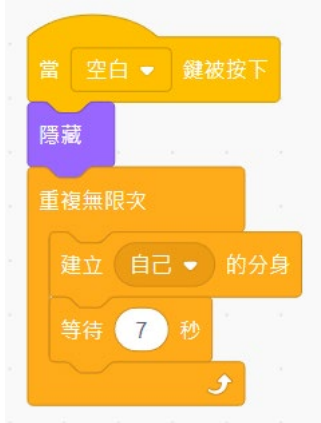 當 空白 鍵被按下
隱藏
重複無限次
建立 自己 的分身
等待 7 秒